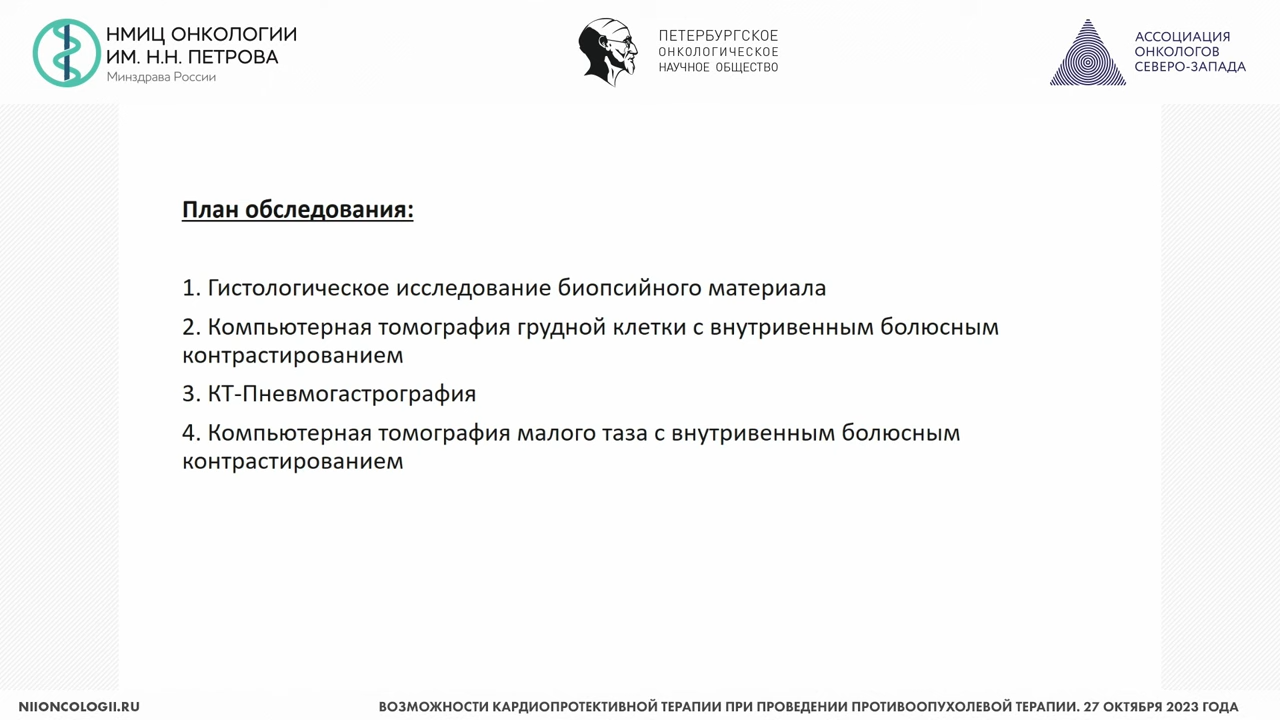 НМИЦ ОНКОЛОГИИ
ИМ. Н.Н. ПЕТРОВА
Минздрава России
ПЕТЕРБУРГСКОЕ
ОНКОЛОГИЧЕСКОЕ
НАУЧНОЕ ОБЩЕСТВО
АССОЦИАЦИЯ
ОНКОЛОГОВ
СЕВЕРО-ЗАПАДА
План обследования:
1. Гистологическое исследование биопсийного материала
2. Компьютерная томография грудной клетки с внутривенным болюсным
контрастированием
3. КТ-Пневмогастрография
4. Компьютерная томография малого таза с внутривенным болюсным
контрастированием
NIIONCOLOGII.RU
ВОЗМОЖНОСТИ КАРДИОПРОТЕКТИВНОЙ ТЕРАПИИ ПРИ ПРОВЕДЕНИИ ПРОТИВООПУХОЛЕВОЙ ТЕРАПИИ. 27 ОКТЯБРЯ 2023 ГОДА